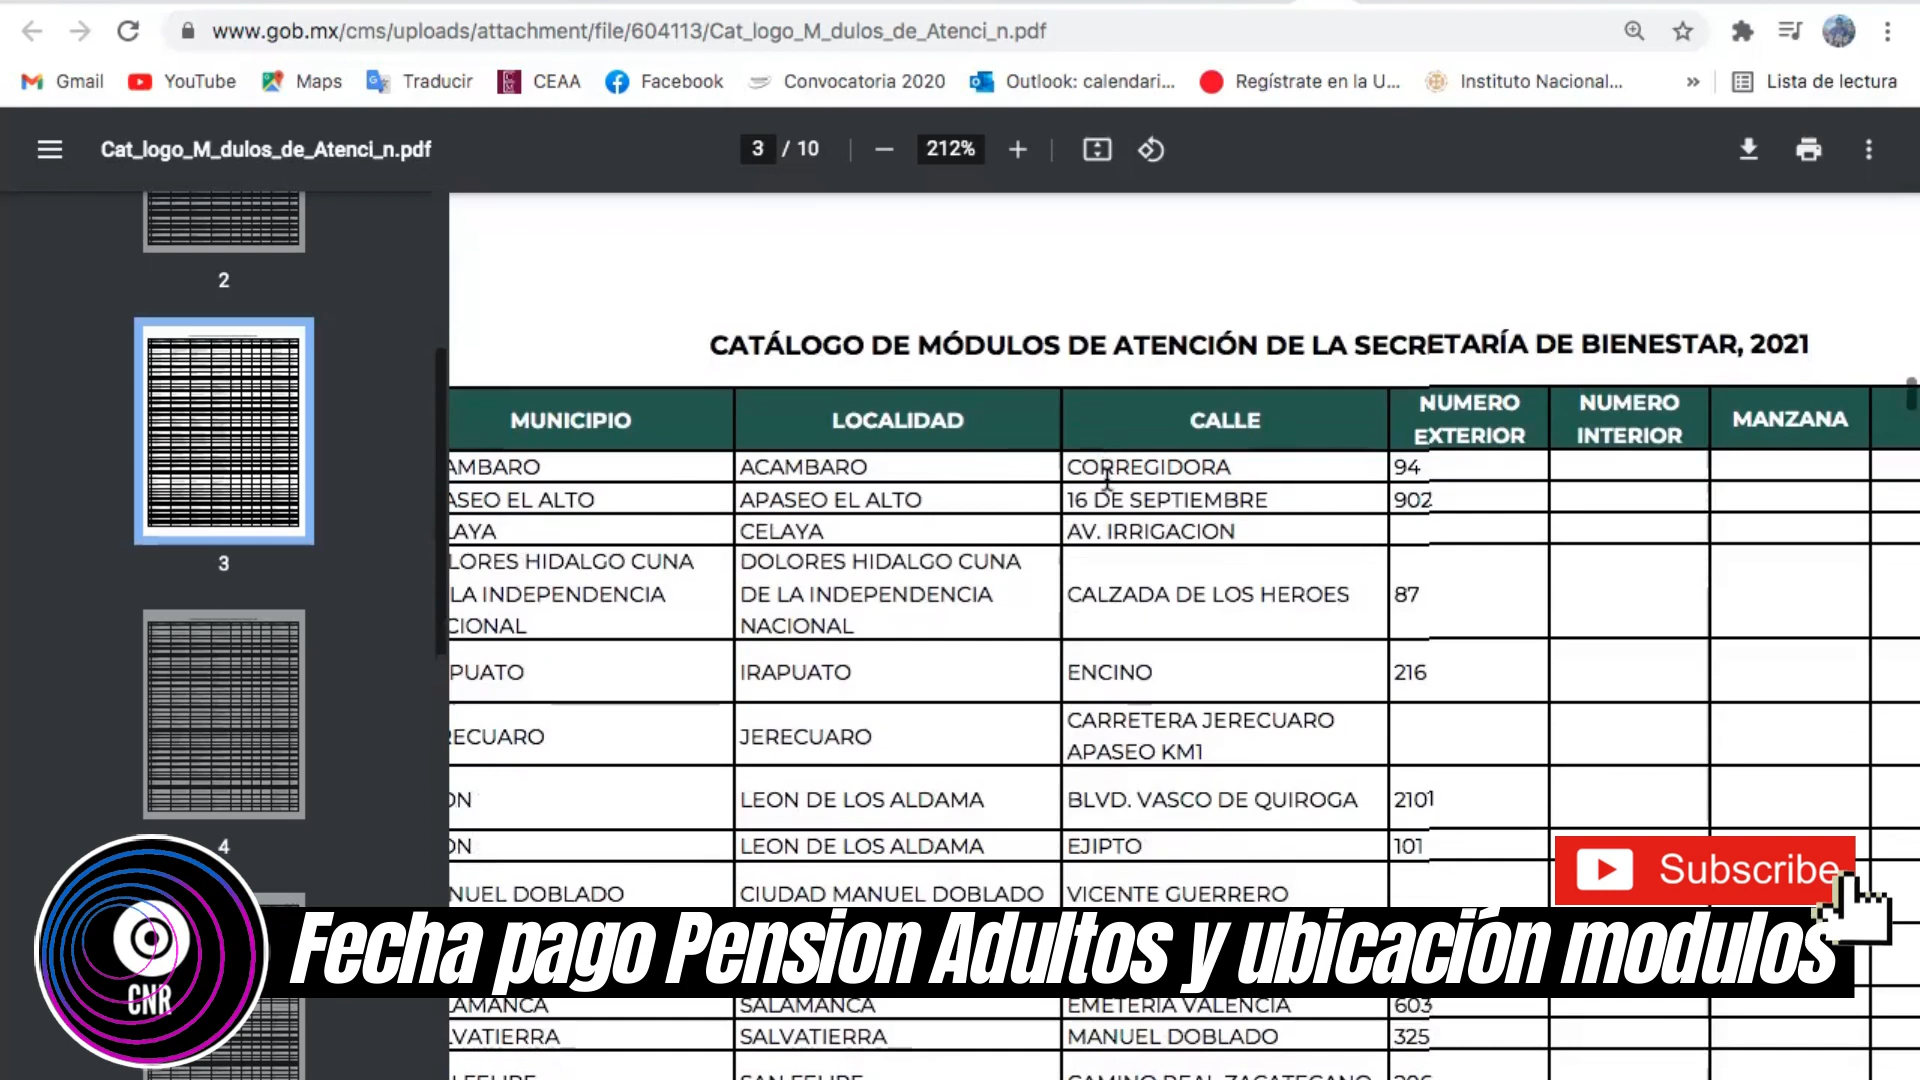 www.gob.mx/cms/uploads/attachment/file/604113/Cat_logo_M_dulos_de_Atenci_n.pdf
Gmail YouTube Maps Traducir CEAA Facebook Convocatoria 2020 Outlook: calendari... Regístrate en la U... Instituto Nacional... » Lista de lectura
Cat_logo_M_dulos_de_Atenci_n.pdf 3 / 10 212%
2
3
4
CATÁLOGO DE MÓDULOS DE ATENCIÓN DE LA SECRETARÍA DE BIENESTAR, 2021
MUNICIPIO LOCALIDAD CALLE NUMERO EXTERIOR NUMERO INTERIOR MANZANA
AMBARO ACAMBARO CORREGIDORA 94
ASEO EL ALTO APASEO EL ALTO 16 DE SEPTIEMBRE 902
LAYA CELAYA AV. IRRIGACION
LORES HIDALGO CUNA DOLORES HIDALGO CUNA
LA INDEPENDENCIA DE LA INDEPENDENCIA CALZADA DE LOS HEROES 87
CIONAL NACIONAL
PUATO IRAPUATO ENCINO 216
RECUARO JERECUARO CARRETERA JERECUARO
APASEO KM1
ON LEON DE LOS ALDAMA BLVD. VASCO DE QUIROGA 2101
ON LEON DE LOS ALDAMA EJIPTO 101
NUEL DOBLADO CIUDAD MANUEL DOBLADO VICENTE GUERRERO
Subscribe
Fecha pago Pension Adultos y ubicación modulos
CNR
LAMANCA SALAMANCA EMETERIA VALENCIA 603
LVATIERRA SALVATIERRA MANUEL DOBLADO 325